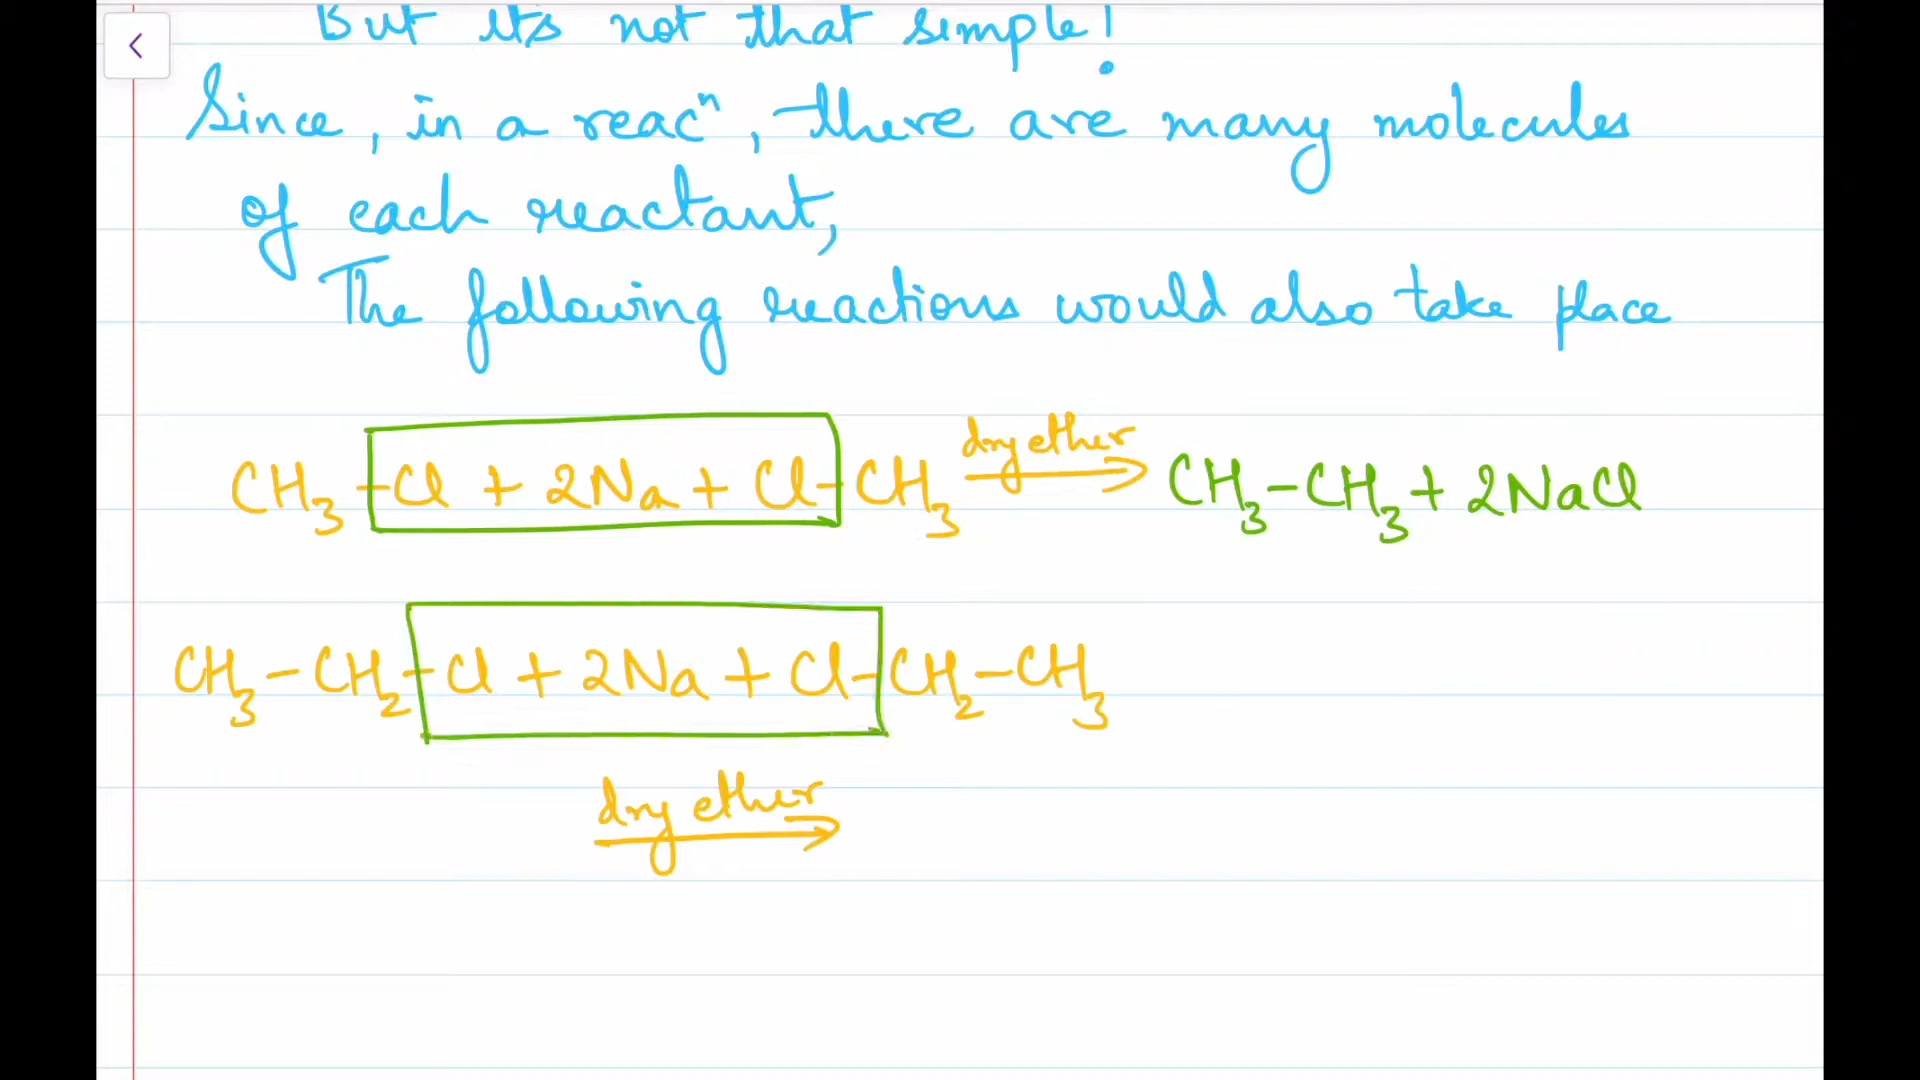 But its not that simple!
Since, in a reacⁿ, there are many molecules
of each reactant,
The following reactions would also take place
CH₃-Cl + 2Na + Cl-CH₃ dry ether → CH₃-CH₃ + 2NaCl
CH₃-CH₂-Cl + 2Na + Cl-CH₂-CH₃
dry ether →